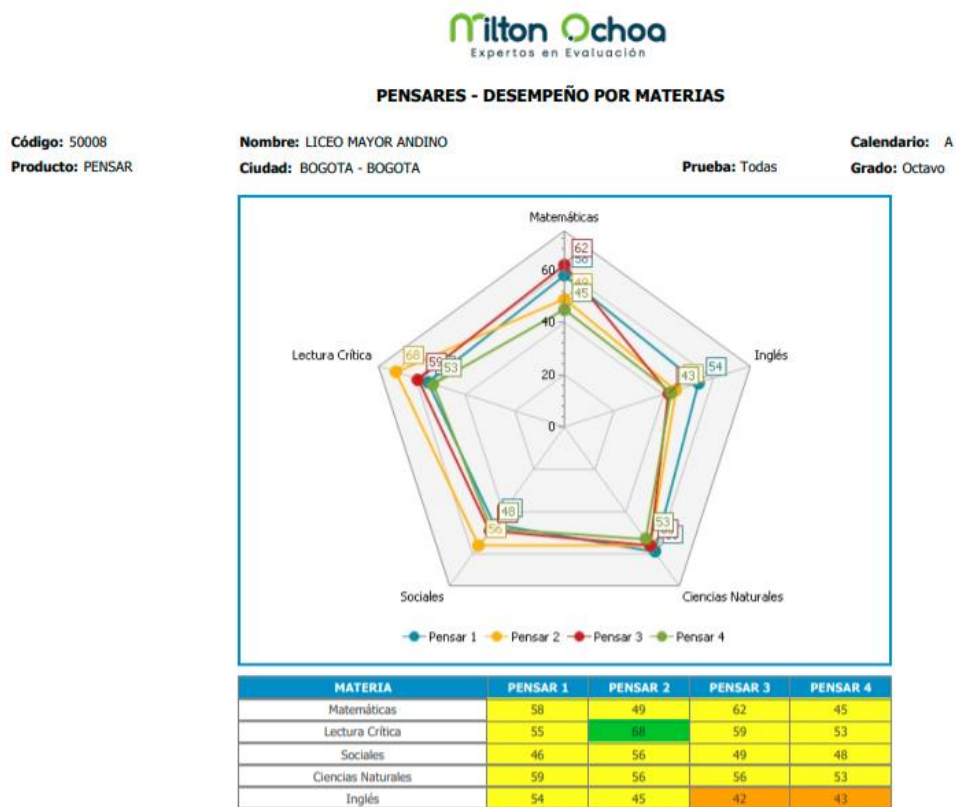 Milton Ochoa
Expertos en Evaluación
PENSARES - DESEMPEÑO POR MATERIAS
Código: 50008 Nombre: LICEO MAYOR ANDINO Calendario: A
Producto: PENSAR Ciudad: BOGOTA - BOGOTA Prueba: Todas Grado: Octavo
Matemáticas
62
58
60
49
45
40
Lectura Crítica 68 59 53 43 54 Inglés
20
0
48 53
56
Sociales Ciencias Naturales
Pensar 1 Pensar 2 Pensar 3 Pensar 4
MATERIA PENSAR 1 PENSAR 2 PENSAR 3 PENSAR 4
Matemáticas 58 49 62 45
Lectura Crítica 55 68 59 53
Sociales 46 56 49 48
Ciencias Naturales 59 56 56 53
Inglés 54 45 42 43